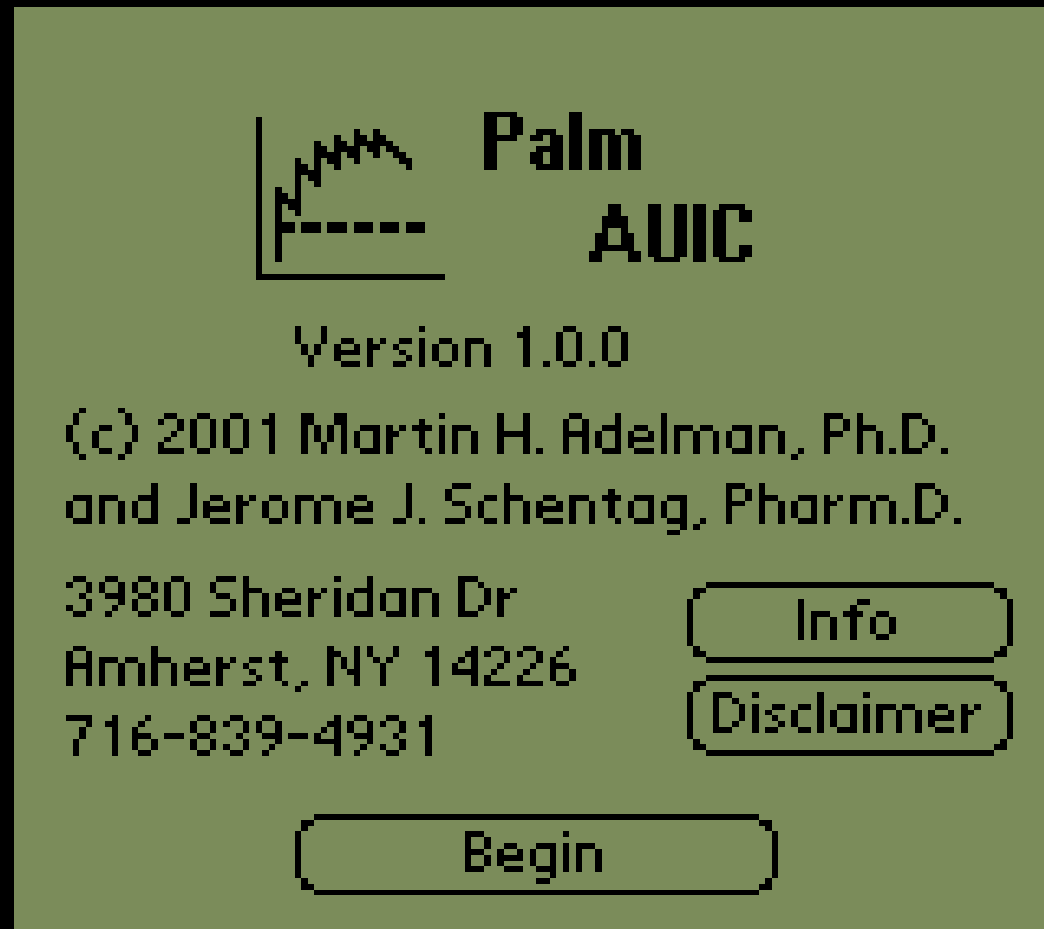 Palm
AUIC
Version 1.0.0
(c) 2001 Martin H. Adelman, Ph.D.
and Jerome J. Schentag, Pharm.D.
3980 Sheridan Dr
Amherst, NY 14226
716-839-4931
Info
Disclaimer
Begin